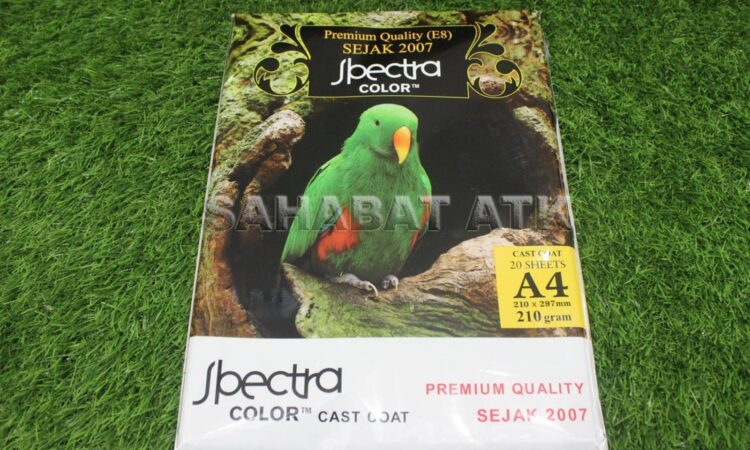 Premium Quality (E8)
SEJAK 2007
Spectra
COLOR™
SAHABAT ATK
CAST COAT
20 SHEETS
A4
210 x 297mm
210 gram
Spectra
COLOR™ CAST COAT
PREMIUM QUALITY
SEJAK 2007